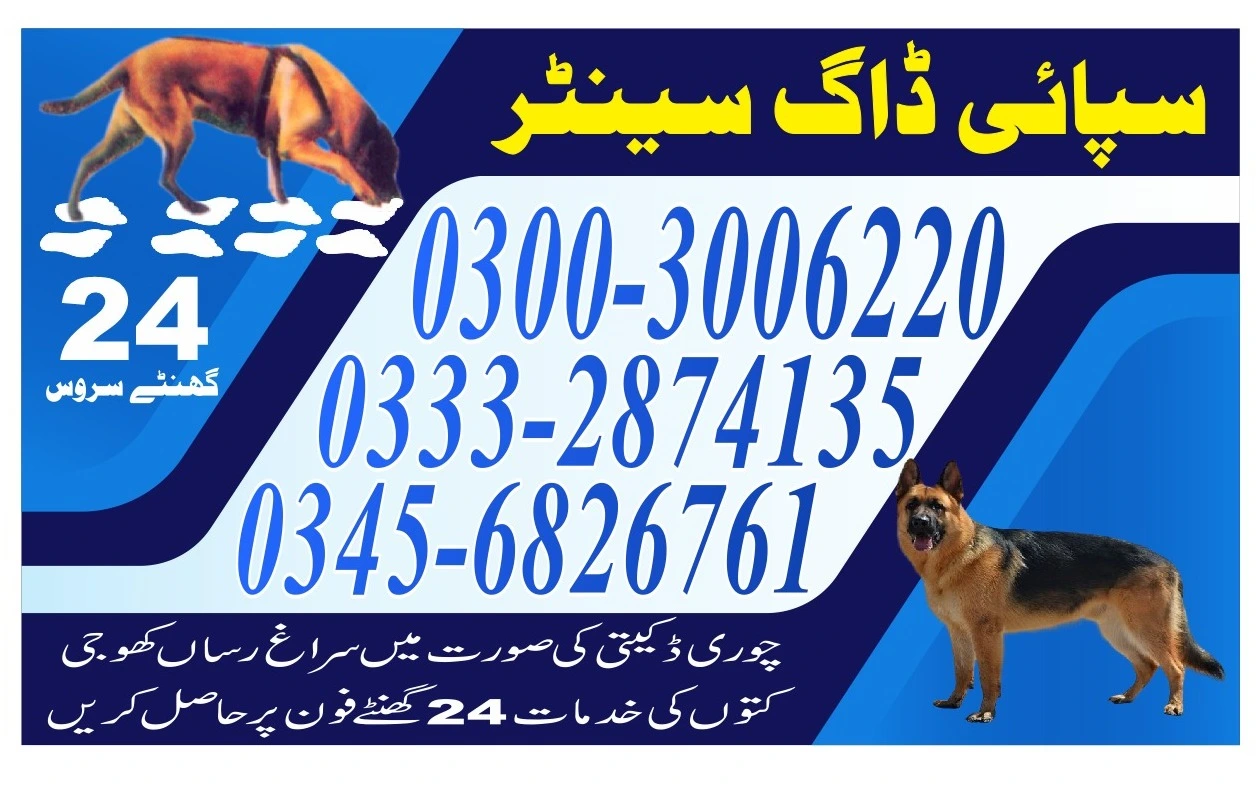 سپائی ڈاگ سینٹر
0300-3006220
0333-2874135
0345-6826761
24
گھنٹے سروس
چوری ڈکیتی کی صورت میں سراغ رساں کھوجی
کتوں کی خدمات 24 گھنٹے فون پر حاصل کریں